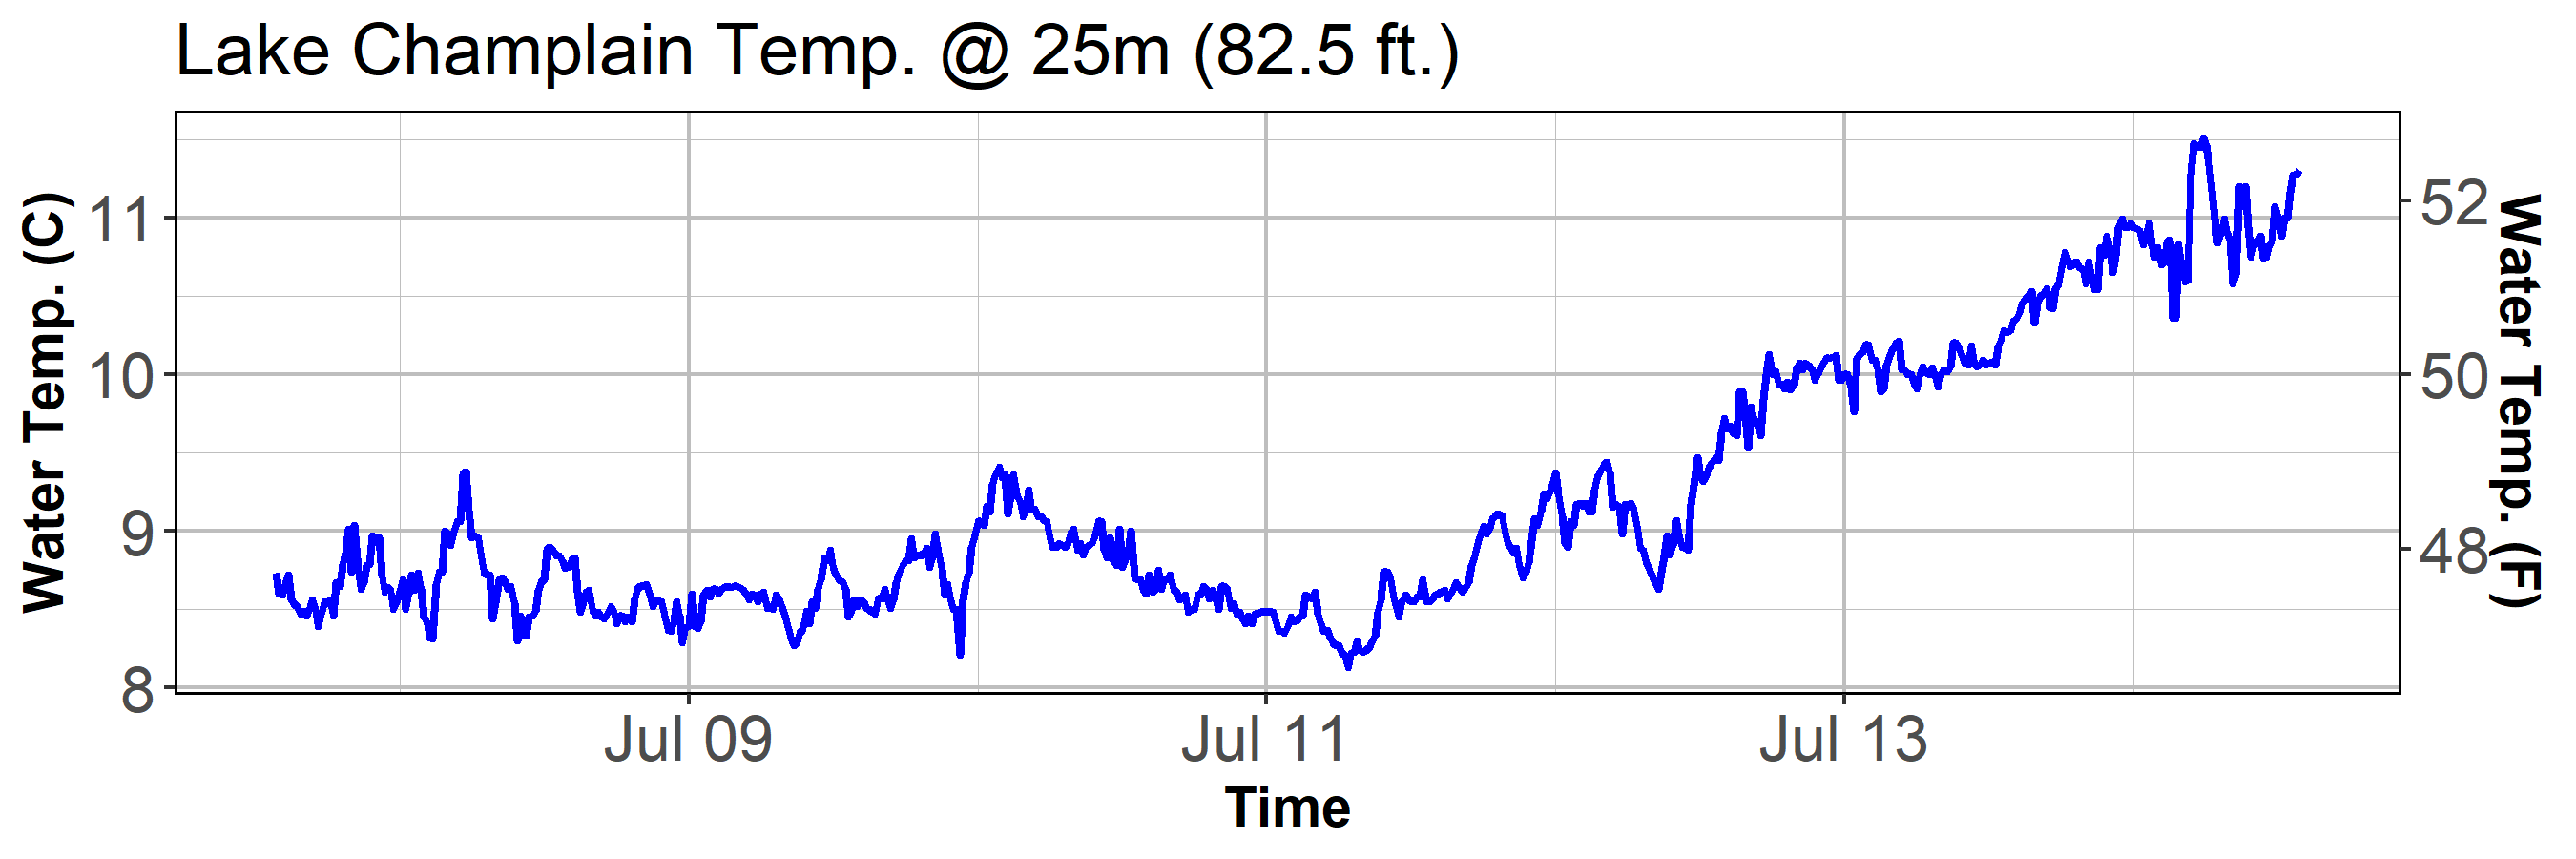 Lake Champlain Temp. @ 25m (82.5 ft.)
Water Temp. (C)
11
10
9
8
52
50
48
Water Temp. (F)
Jul 09
Jul 11
Jul 13
Time